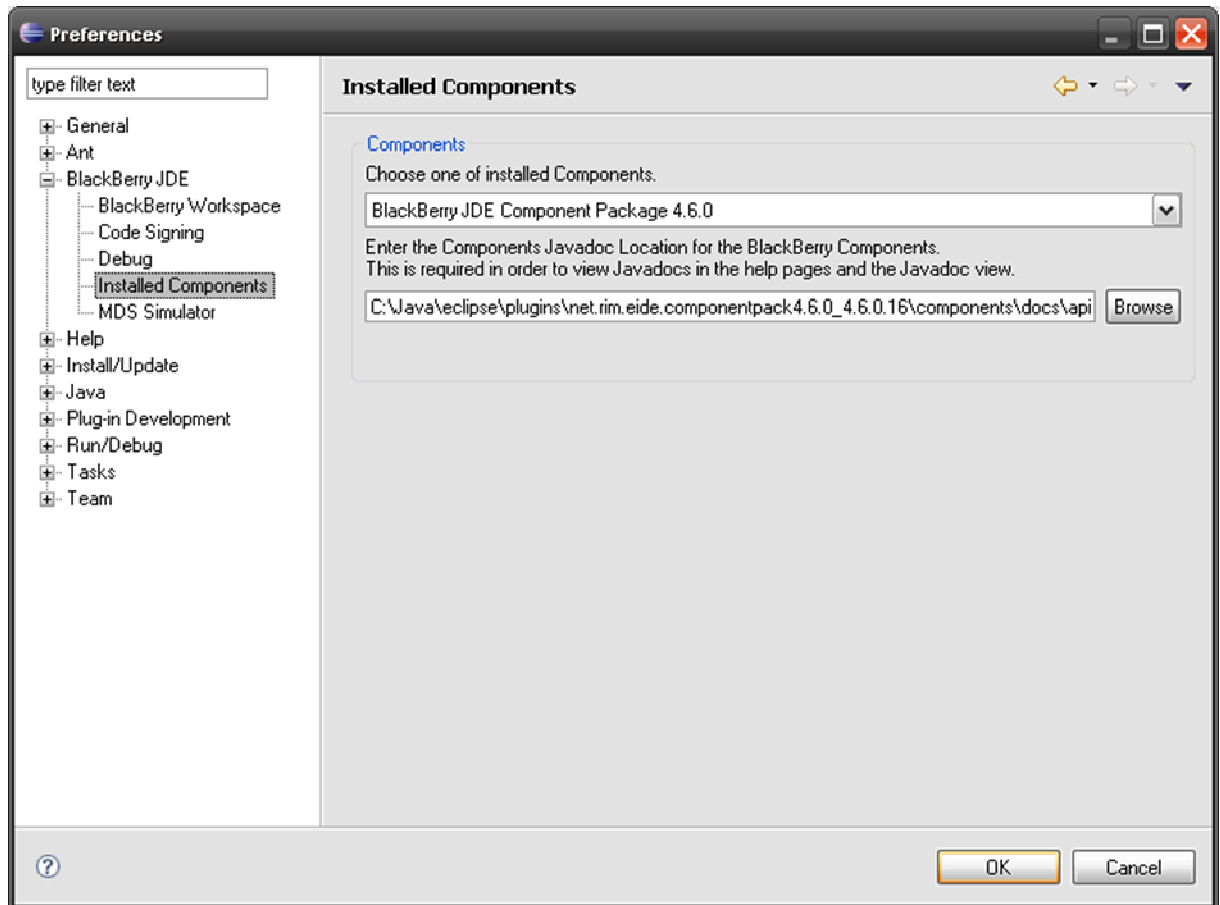 Preferences
type filter text
General
Ant
BlackBerry JDE
BlackBerry Workspace
Code Signing
Debug
Installed Components
MDS Simulator
Help
Install/Update
Java
Plug-in Development
Run/Debug
Tasks
Team
Installed Components
Components
Choose one of installed Components.
BlackBerry JDE Component Package 4.6.0
Enter the Components Javadoc Location for the BlackBerry Components.
This is required in order to view Javadocs in the help pages and the Javadoc view.
C:\Java\eclipse\plugins\net.rim.eide.componentpack4.6.0_4.6.0.16\components\docs\api
Browse
?
OK
Cancel